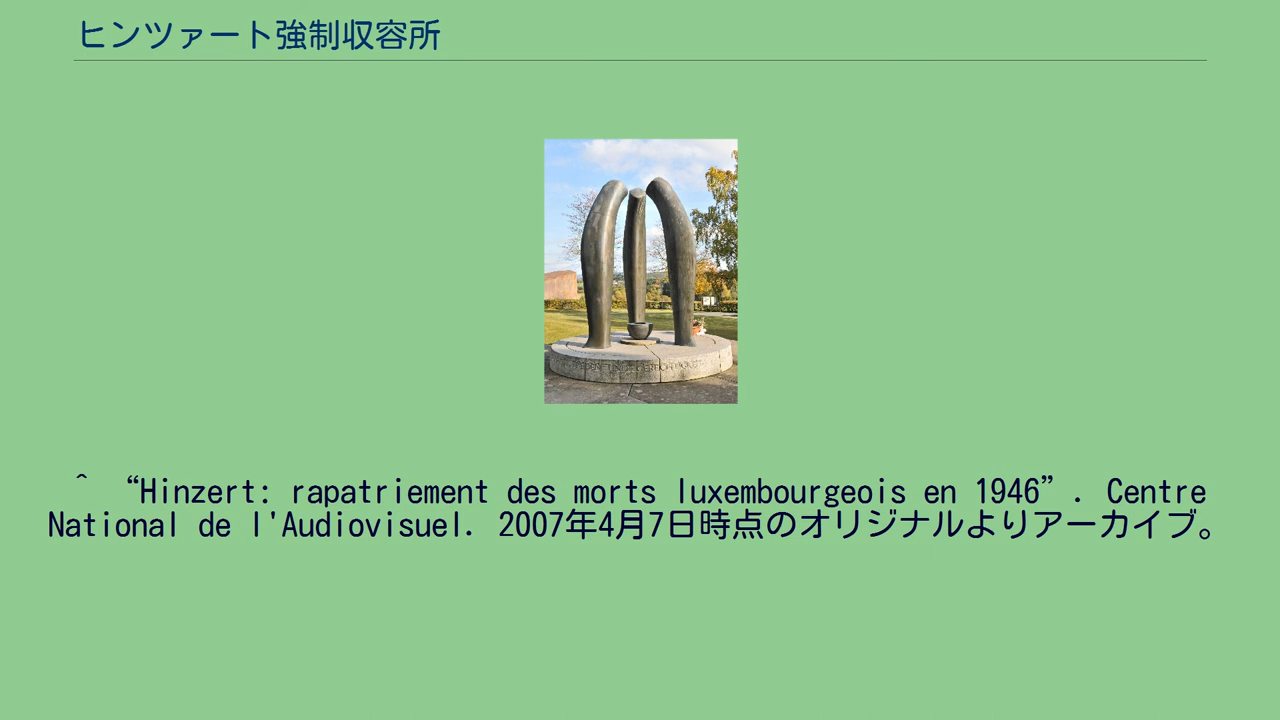 ヒンツァート強制収容所
^ “Hinzert: rapatriement des morts luxembourgeois en 1946”. Centre
National de l'Audiovisuel. 2007年4月7日時点のオリジナルよりアーカイブ。